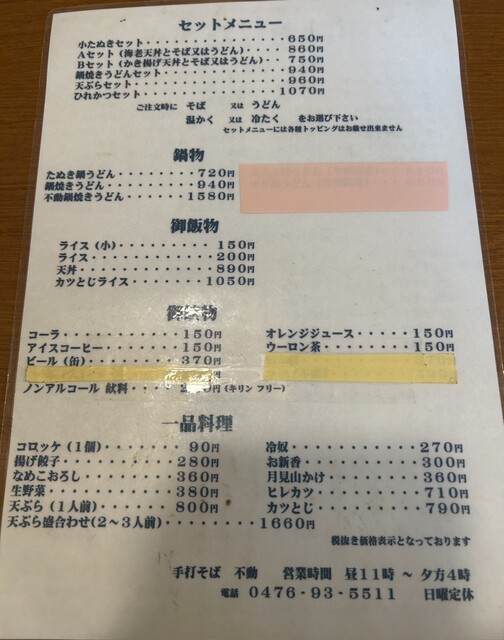 セットメニュー
小たぬきセット・・・・・・・・・・・・・・・650円
Aセット(海老天丼とそば又はうどん)・・・・860円
Bセット(かき揚げ天丼とそば又はうどん)・・750円
鍋焼きうどんセット・・・・・・・・・・・・・940円
天ぷらセット・・・・・・・・・・・・・・・・960円
ひれかつセット・・・・・・・・・・・・・・1070円
ご注文時に そば 又は うどん
温かく 又は 冷たく をお選び下さい
セットメニューには各種トッピングはお載せ出来ません
鍋物
たぬき鍋うどん・・・・・・・720円
鍋焼きうどん・・・・・・・・940円
不動鍋焼きうどん・・・・・1580円
御飯物
ライス(小)・・・・・・・・・150円
ライス・・・・・・・・・・・・200円
天丼・・・・・・・・・・・・・890円
カツとじライス・・・・・・・1050円
コーラ・・・・・・・・・・・150円 オレンジジュース・・・・・150円
アイスコーヒー・・・・・・・150円 ウーロン茶・・・・・・・・150円
ビール(缶)・・・・・・・・370円
ノンアルコール 飲料・・・ 円(キリン フリー)
一品料理
コロッケ(1個)・・・・・・・90円 冷奴・・・・・・・・・・・270円
揚げ餃子・・・・・・・・・280円 お新香・・・・・・・・・・300円
なめこおろし・・・・・・・360円 月見山かけ・・・・・・・・360円
生野菜・・・・・・・・・・380円 ヒレカツ・・・・・・・・・710円
天ぷら(1人前)・・・・・・800円 カツとじ・・・・・・・・・790円
天ぷら盛合わせ(2～3人前)・・・・・・・1660円
税抜き価格表示となっております
手打そば 不動 営業時間 昼11時 ～ 夕方4時
電話 0476-93-5511 日曜定休